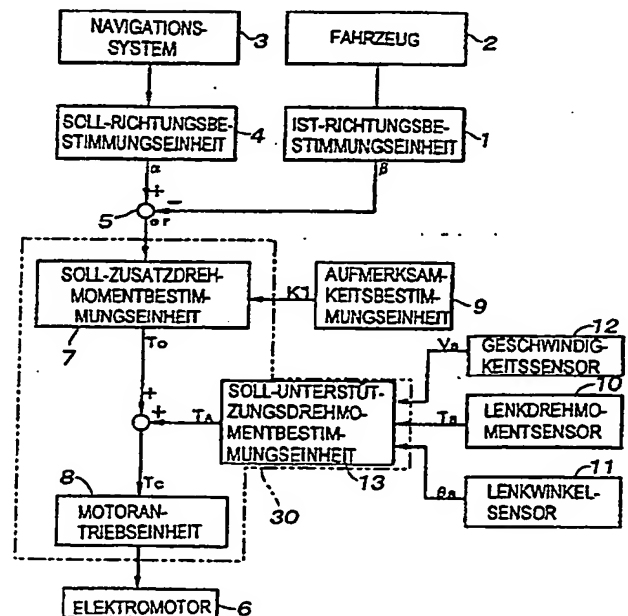 NAVIGATIONS-
SYSTEM
3
FAHRZEUG
2
SOLL-RICHTUNGSBE-
STIMMUNGSEINHEIT
4
IST-RICHTUNGSBE-
STIMMUNGSEINHEIT
1
α
β
+
−
5
SOLL-ZUSATZDREH-
MOMENTBESTIM-
MUNGSEINHEIT
7
K1
AUFMERKSAM-
KEITSBESTIM-
MUNGSEINHEIT
9
To
12
GESCHWINDIG-
KEITSSENSOR
+
+
TA
SOLL-UNTERSTÜT-
ZUNGSDREHMO-
MENTBESTIM-
MUNGSEINHEIT
13
10
LENKDREHMO-
MENTSENSOR
11
LENKWINKEL-
SENSOR
Tc
30
8
MOTORAN-
TRIEBSEINHEIT
ELEKTROMOTOR
6